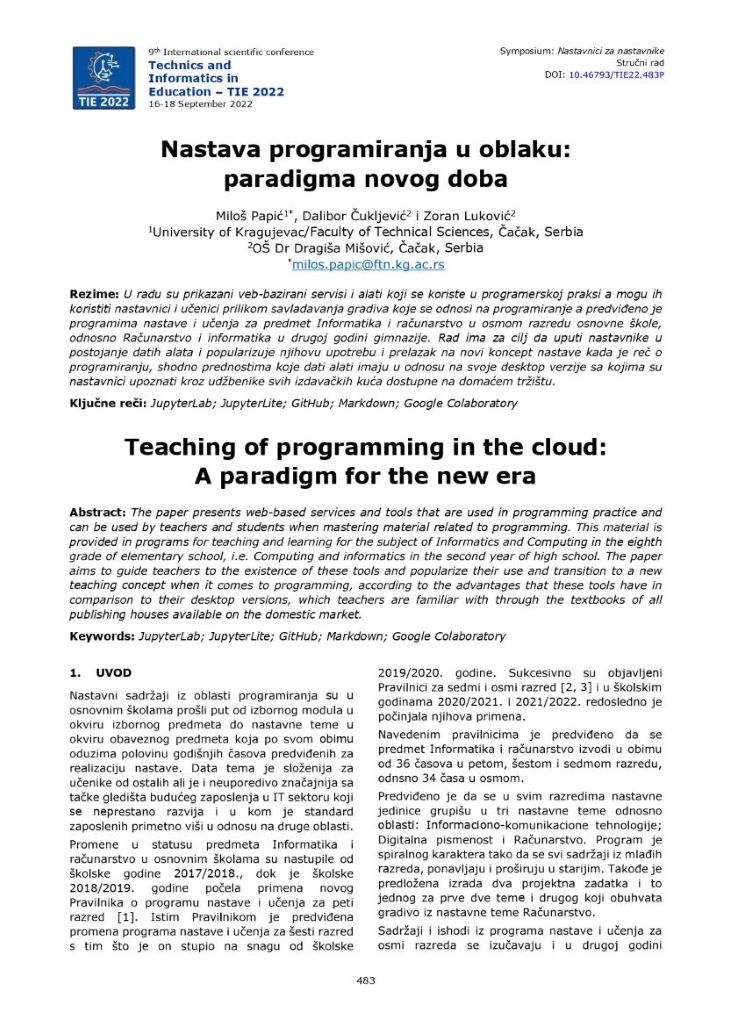 TIE 2022
9th International scientific conference
Technics and
Informatics in
Education – TIE 2022
16-18 September 2022
Symposium: Nastavnici za nastavnike
Stručni rad
DOI: 10.46793/TIE22.483P
Nastava programiranja u oblaku:
paradigma novog doba
Miloš Papić1*, Dalibor Čukljević2 i Zoran Luković2
1University of Kragujevac/Faculty of Technical Sciences, Čačak, Serbia
2OŠ Dr Dragiša Mišović, Čačak, Serbia
*milos.papic@ftn.kg.ac.rs
Rezime: U radu su prikazani veb-bazirani servisi i alati koji se koriste u programerskoj praksi a mogu ih
koristiti nastavnici i učenici prilikom savladavanja gradiva koje se odnosi na programiranje a predviđeno je
programima nastave i učenja za predmet Informatika i računarstvo u osmom razredu osnovne škole,
odnosno Računarstvo i informatika u drugoj godini gimnazije. Rad ima za cilj da uputi nastavnike u
postojanje datih alata i popularizuje njihovu upotrebu i prelazak na novi koncept nastave kada je reč o
programiranju, shodno prednostima koje dati alati imaju u odnosu na svoje desktop verzije sa kojima su
nastavnici upoznati kroz udžbenike svih izdavačkih kuća dostupne na domaćem tržištu.
Ključne reči: JupyterLab; JupyterLite; GitHub; Markdown; Google Colaboratory
Teaching of programming in the cloud:
A paradigm for the new era
Abstract: The paper presents web-based services and tools that are used in programming practice and
can be used by teachers and students when mastering material related to programming. This material is
provided in programs for teaching and learning for the subject of Informatics and Computing in the eighth
grade of elementary school, i.e. Computing and informatics in the second year of high school. The paper
aims to guide teachers to the existence of these tools and popularize their use and transition to a new
teaching concept when it comes to programming, according to the advantages that these tools have in
comparison to their desktop versions, which teachers are familiar with through the textbooks of all
publishing houses available on the domestic market.
Keywords: JupyterLab; JupyterLite; GitHub; Markdown; Google Colaboratory
1. UVOD
Nastavni sadržaji iz oblasti programiranja su u
osnovnim školama prošli put od izbornog modula u
okviru izbornog predmeta do nastavne teme u
okviru obaveznog predmeta koja po svom obimu
oduzima polovinu godišnjih časova predviđenih za
realizaciju nastave. Data tema je složenija za
učenike od ostalih ali je i neuporedivo značajnija sa
tačke gledišta budućeg zaposlenja u IT sektoru koji
se neprestano razvija i u kom je standard
zaposlenih primetno viši u odnosu na druge oblasti.
Promene u statusu predmeta Informatika i
računarstvo u osnovnim školama su nastupile od
školske godine 2017/2018., dok je školske
2018/2019. godine počela primena novog
Pravilnika o programu nastave i učenja za peti
razred [1]. Istim Pravilnikom je predviđena
promena programa nastave i učenja za šesti razred
s tim što je on stupio na snagu od školske
2019/2020. godine. Sukcesivno su objavljeni
Pravilnici za sedmi i osmi razred [2, 3] i u školskim
godinama 2020/2021. i 2021/2022. redosledno je
počinjala njihova primena.
Navedenim pravilnicima je predviđeno da se
predmet Informatika i računarstvo izvodi u obimu
od 36 časova u petom, šestom i sedmom razredu,
odnsno 34 časa u osmom.
Predviđeno je da se u svim razredima nastavne
jedinice grupišu u tri nastavne teme odnosno
oblasti: Informaciono-komunikacione tehnologije;
Digitalna pismenost i Računarstvo. Program je
spiralnog karaktera tako da se svi sadržaji iz mlađih
razreda, ponavljaju i proširuju u starijim. Takođe je
predložena izrada dva projektna zadatka i to
jednog za prve dve teme i drugog koji obuhvata
gradivo iz nastavne teme Računarstvo.
Sadržaji i ishodi iz programa nastave i učenja za
osmi razreda se izučavaju i u drugoj godini
483